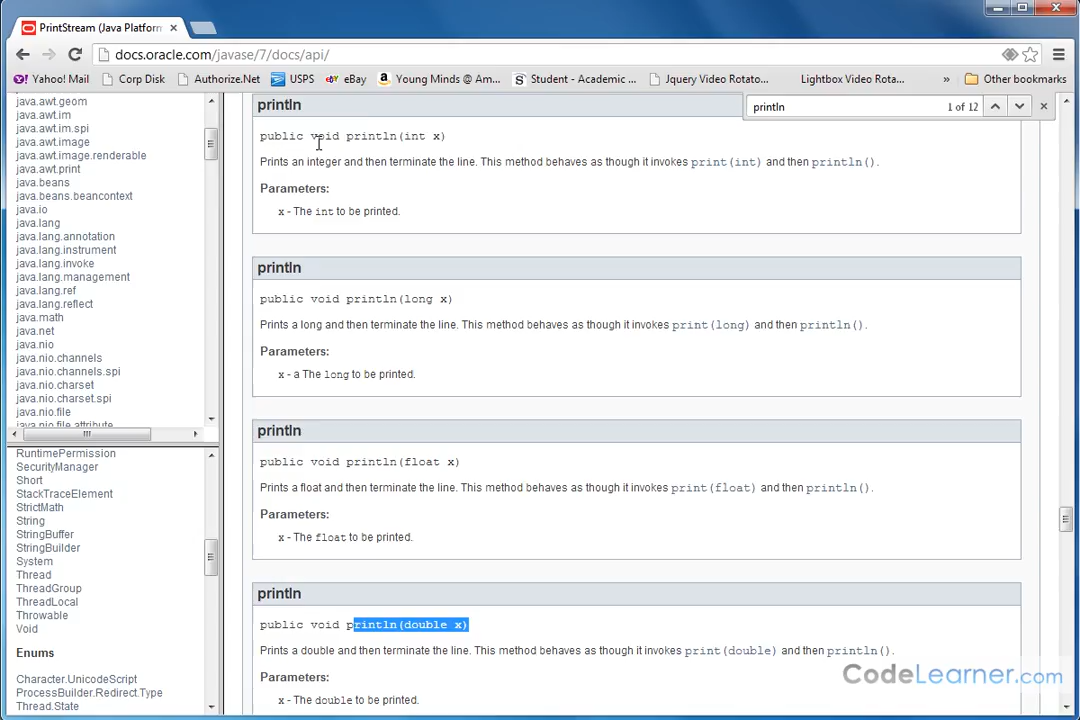 PrintStream (Java Platform
docs.oracle.com/javase/7/docs/api/
Yahoo! Mail Corp Disk Authorize.Net USPS eBay Young Minds @ Am... Student - Academic ... Jquery Video Rotato... Lightbox Video Rota... » Other bookmarks
println 1 of 12
java.awt.geom
java.awt.im
java.awt.im.spi
java.awt.image
java.awt.image.renderable
java.awt.print
java.beans
java.beans.beancontext
java.io
java.lang
java.lang.annotation
java.lang.instrument
java.lang.invoke
java.lang.management
java.lang.ref
java.lang.reflect
java.math
java.net
java.nio
java.nio.channels
java.nio.channels.spi
java.nio.charset
java.nio.charset.spi
java.nio.file
java.nio.file.attribute
RuntimePermission
SecurityManager
Short
StackTraceElement
StrictMath
String
StringBuffer
StringBuilder
System
Thread
ThreadGroup
ThreadLocal
Throwable
Void
Enums
Character.UnicodeScript
ProcessBuilder.Redirect.Type
Thread.State
println
public void println(int x)
Prints an integer and then terminate the line. This method behaves as though it invokes print(int) and then println().
Parameters:
x - The int to be printed.
println
public void println(long x)
Prints a long and then terminate the line. This method behaves as though it invokes print(long) and then println().
Parameters:
x - a The long to be printed.
println
public void println(float x)
Prints a float and then terminate the line. This method behaves as though it invokes print(float) and then println().
Parameters:
x - The float to be printed.
println
public void println(double x)
Prints a double and then terminate the line. This method behaves as though it invokes print(double) and then println().
Parameters:
x - The double to be printed.
CodeLearner.com